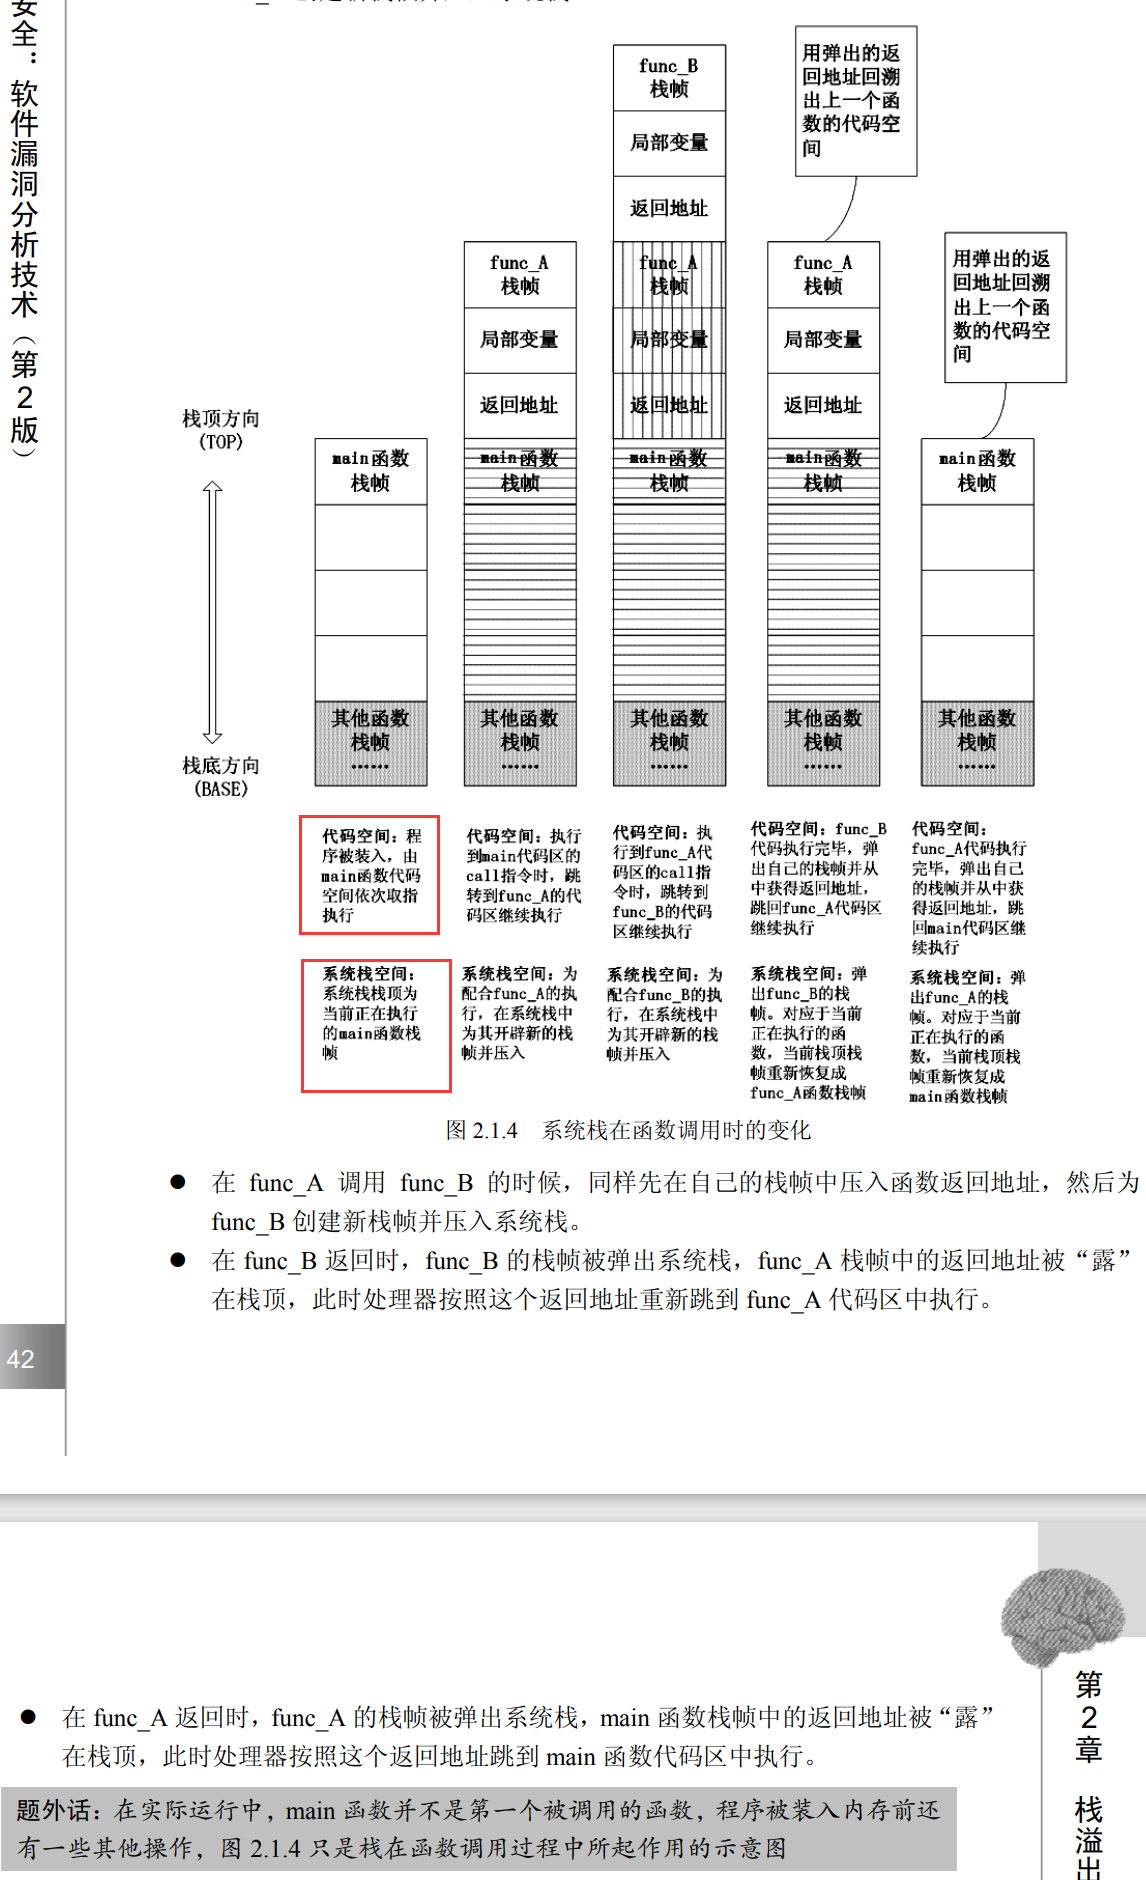 安全：软件漏洞分析技术（第2版）
func_B
栈帧
局部变量
返回地址
func_A
栈帧
局部变量
返回地址
main函数
栈帧
其他函数
栈帧
……
用弹出的返
回地址回溯
出上一个函
数的代码空
间
func_A
栈帧
局部变量
返回地址
main函数
栈帧
其他函数
栈帧
……
func_A
栈帧
局部变量
返回地址
main函数
栈帧
其他函数
栈帧
……
用弹出的返
回地址回溯
出上一个函
数的代码空
间
栈顶方向
(TOP)
栈底方向
(BASE)
main函数
栈帧
其他函数
栈帧
……
main函数
栈帧
其他函数
栈帧
……
代码空间：程
序被装入，由
main函数代码
空间依次取指
执行
代码空间：执行
到main代码区的
call指令时，跳
转到func_A的代
码区继续执行
代码空间：执
行到func_A代
码区的call指
令时，跳转到
func_B的代码
区继续执行
代码空间：func_B
代码执行完毕，弹
出自己的栈帧并从
中获得返回地址，
跳回func_A代码区
继续执行
代码空间：
func_A代码执行
完毕，弹出自己
的栈帧并从中获
得返回地址，跳
回main代码区继
续执行
系统栈空间：
系统栈栈顶为
当前正在执行
的main函数栈
帧
系统栈空间：为
配合func_A的执
行，在系统栈中
为其开辟新的栈
帧并压入
系统栈空间：为
配合func_B的执
行，在系统栈中
为其开辟新的栈
帧并压入
系统栈空间：弹
出func_B的栈
帧。对应于当前
正在执行的函
数，当前栈顶栈
帧重新恢复成
func_A函数栈帧
系统栈空间：弹
出func_A的栈
帧。对应于当前
正在执行的函
数，当前栈顶栈
帧重新恢复成
main函数栈帧
图 2.1.4 系统栈在函数调用时的变化
● 在 func_A 调用 func_B 的时候，同样先在自己的栈帧中压入函数返回地址，然后为
func_B 创建新栈帧并压入系统栈。
● 在 func_B 返回时，func_B 的栈帧被弹出系统栈，func_A 栈帧中的返回地址被“露”
在栈顶，此时处理器按照这个返回地址重新跳到 func_A 代码区中执行。
42
● 在 func_A 返回时，func_A 的栈帧被弹出系统栈，main 函数栈帧中的返回地址被“露”
在栈顶，此时处理器按照这个返回地址跳到 main 函数代码区中执行。
题外话：在实际运行中，main 函数并不是第一个被调用的函数，程序被装入内存前还
有一些其他操作，图 2.1.4 只是栈在函数调用过程中所起作用的示意图
第2章 栈溢出